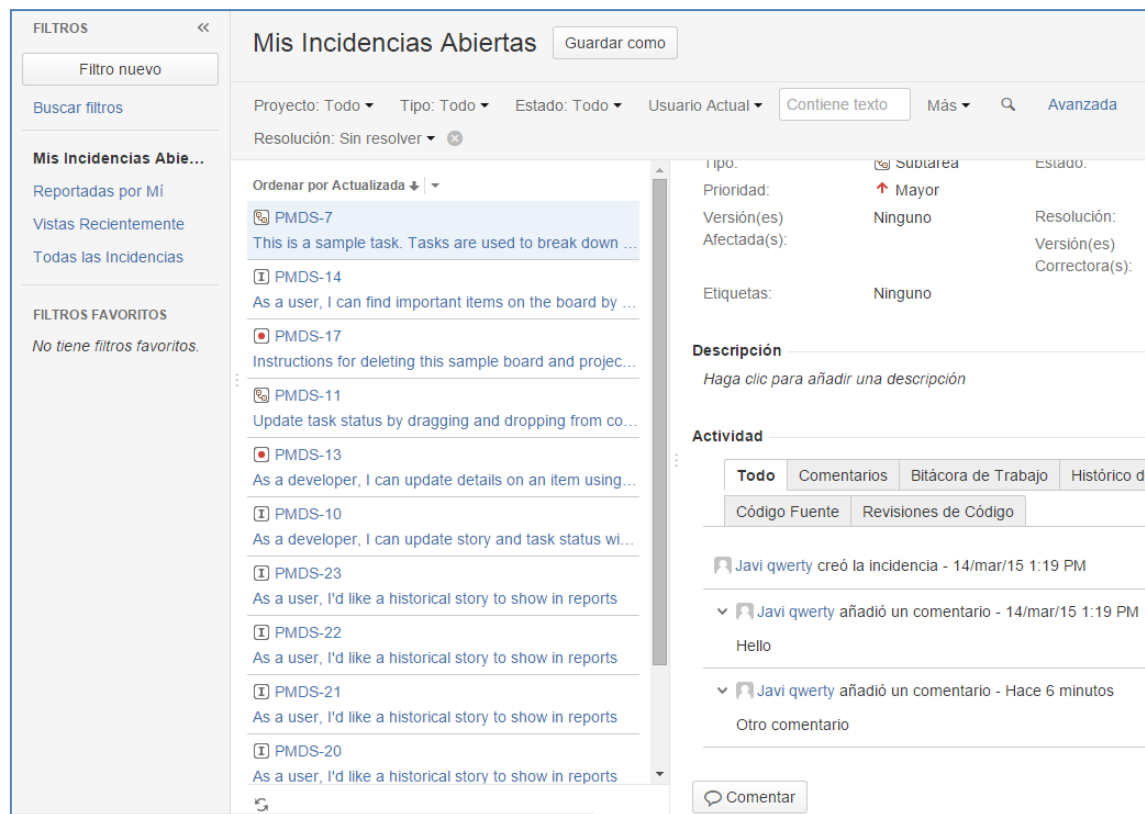 FILTROS
Filtro nuevo
Buscar filtros
Mis Incidencias Abie...
Reportadas por Mí
Vistas Recientemente
Todas las Incidencias
FILTROS FAVORITOS
No tiene filtros favoritos.
Mis Incidencias Abiertas Guardar como
Proyecto: Todo Tipo: Todo Estado: Todo Usuario Actual Contiene texto Más Avanzada
Resolución: Sin resolver
Ordenar por Actualizada
PMDS-7
This is a sample task. Tasks are used to break down ...
PMDS-14
As a user, I can find important items on the board by ...
PMDS-17
Instructions for deleting this sample board and projec...
PMDS-11
Update task status by dragging and dropping from co...
PMDS-13
As a developer, I can update details on an item using...
PMDS-10
As a developer, I can update story and task status wi...
PMDS-23
As a user, I'd like a historical story to show in reports
PMDS-22
As a user, I'd like a historical story to show in reports
PMDS-21
As a user, I'd like a historical story to show in reports
PMDS-20
As a user, I'd like a historical story to show in reports
Tipo: Subtarea Estado:
Prioridad: Mayor
Versión(es) Ninguno Resolución:
Afectada(s):
Versión(es)
Correctora(s):
Etiquetas: Ninguno
Descripción
Haga clic para añadir una descripción
Actividad
Todo Comentarios Bitácora de Trabajo Histórico d
Código Fuente Revisiones de Código
Javi qwerty creó la incidencia - 14/mar/15 1:19 PM
Javi qwerty añadió un comentario - 14/mar/15 1:19 PM
Hello
Javi qwerty añadió un comentario - Hace 6 minutos
Otro comentario
Comentar